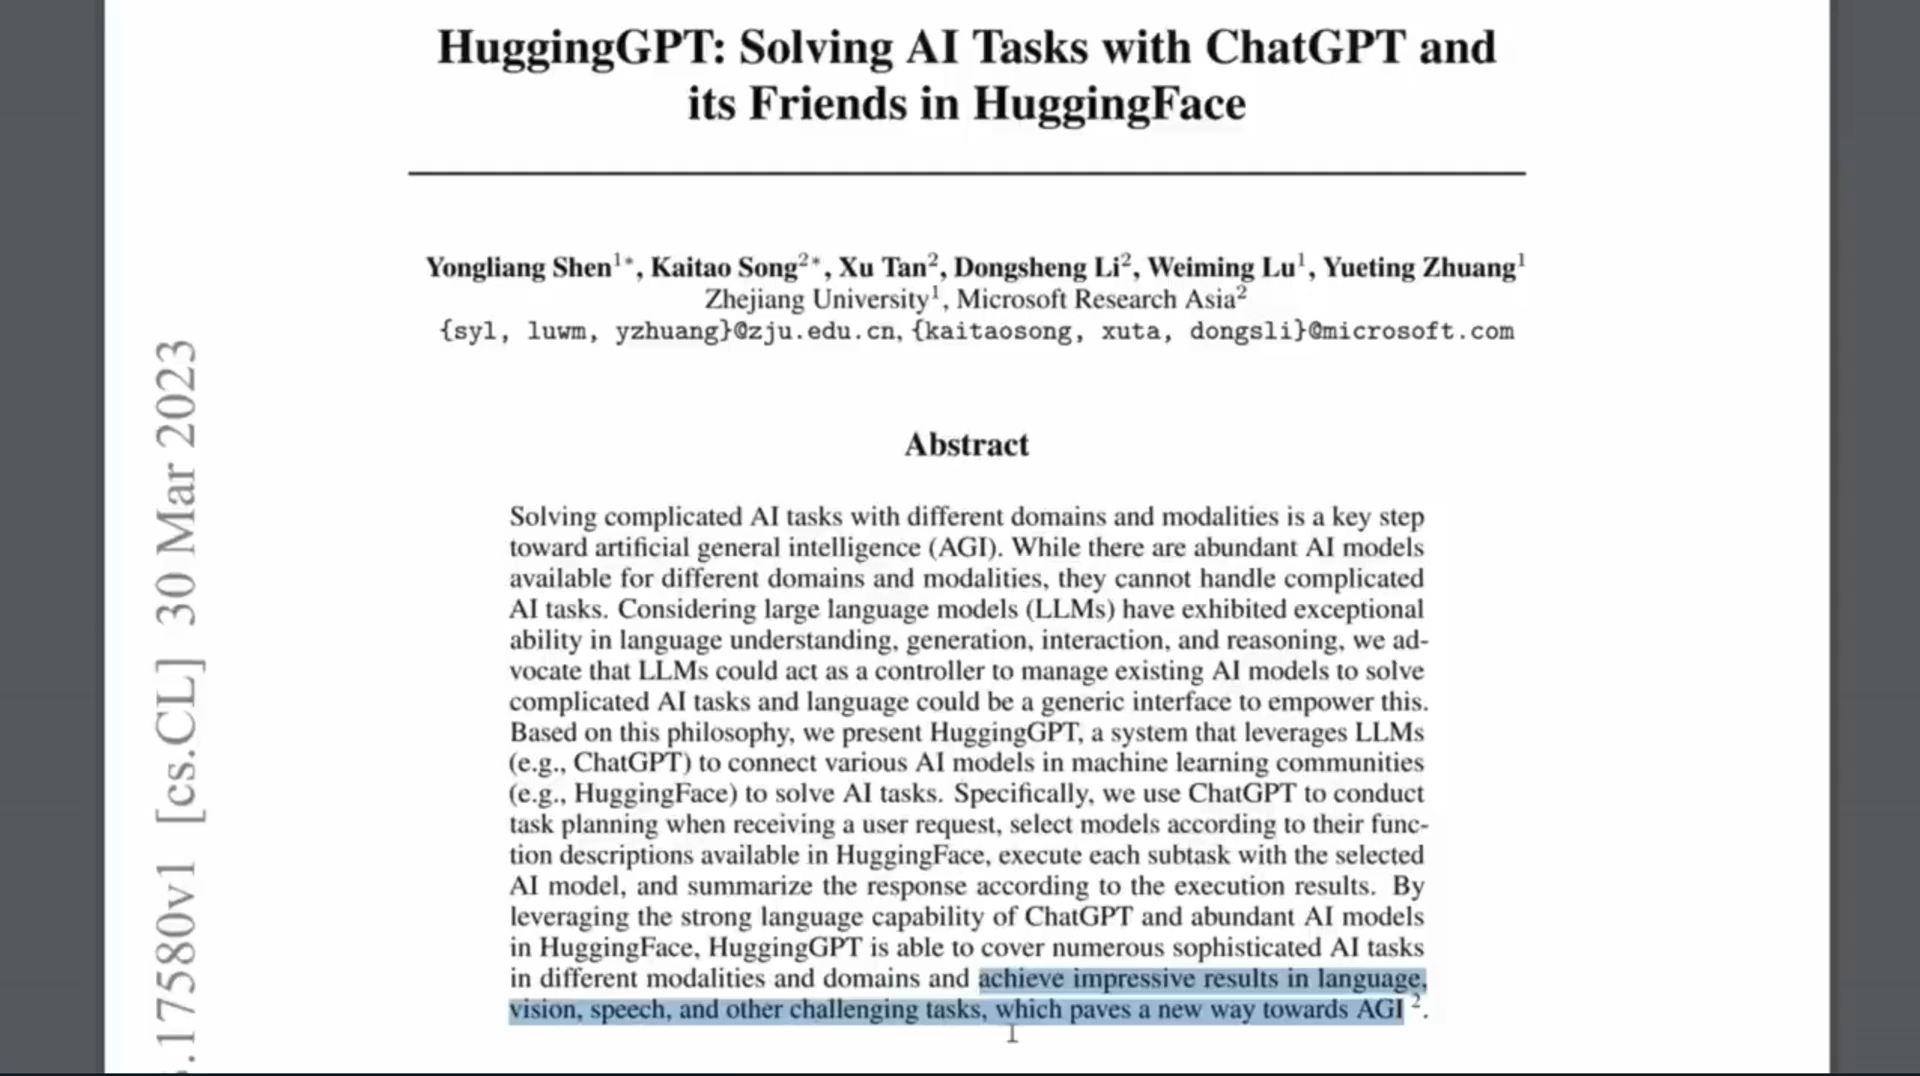 HuggingGPT: Solving AI Tasks with ChatGPT and
its Friends in HuggingFace
Yongliang Shen¹*, Kaitao Song²*, Xu Tan², Dongsheng Li², Weiming Lu¹, Yueting Zhuang¹
Zhejiang University¹, Microsoft Research Asia²
{syl, luwm, yzhuang}@zju.edu.cn, {kaitaosong, xuta, dongsli}@microsoft.com
Abstract
Solving complicated AI tasks with different domains and modalities is a key step
toward artificial general intelligence (AGI). While there are abundant AI models
available for different domains and modalities, they cannot handle complicated
AI tasks. Considering large language models (LLMs) have exhibited exceptional
ability in language understanding, generation, interaction, and reasoning, we ad-
vocate that LLMs could act as a controller to manage existing AI models to solve
complicated AI tasks and language could be a generic interface to empower this.
Based on this philosophy, we present HuggingGPT, a system that leverages LLMs
(e.g., ChatGPT) to connect various AI models in machine learning communities
(e.g., HuggingFace) to solve AI tasks. Specifically, we use ChatGPT to conduct
task planning when receiving a user request, select models according to their func-
tion descriptions available in HuggingFace, execute each subtask with the selected
AI model, and summarize the response according to the execution results. By
leveraging the strong language capability of ChatGPT and abundant AI models
in HuggingFace, HuggingGPT is able to cover numerous sophisticated AI tasks
in different modalities and domains and achieve impressive results in language,
vision, speech, and other challenging tasks, which paves a new way towards AGI ².
.17580v1 [cs.CL] 30 Mar 2023